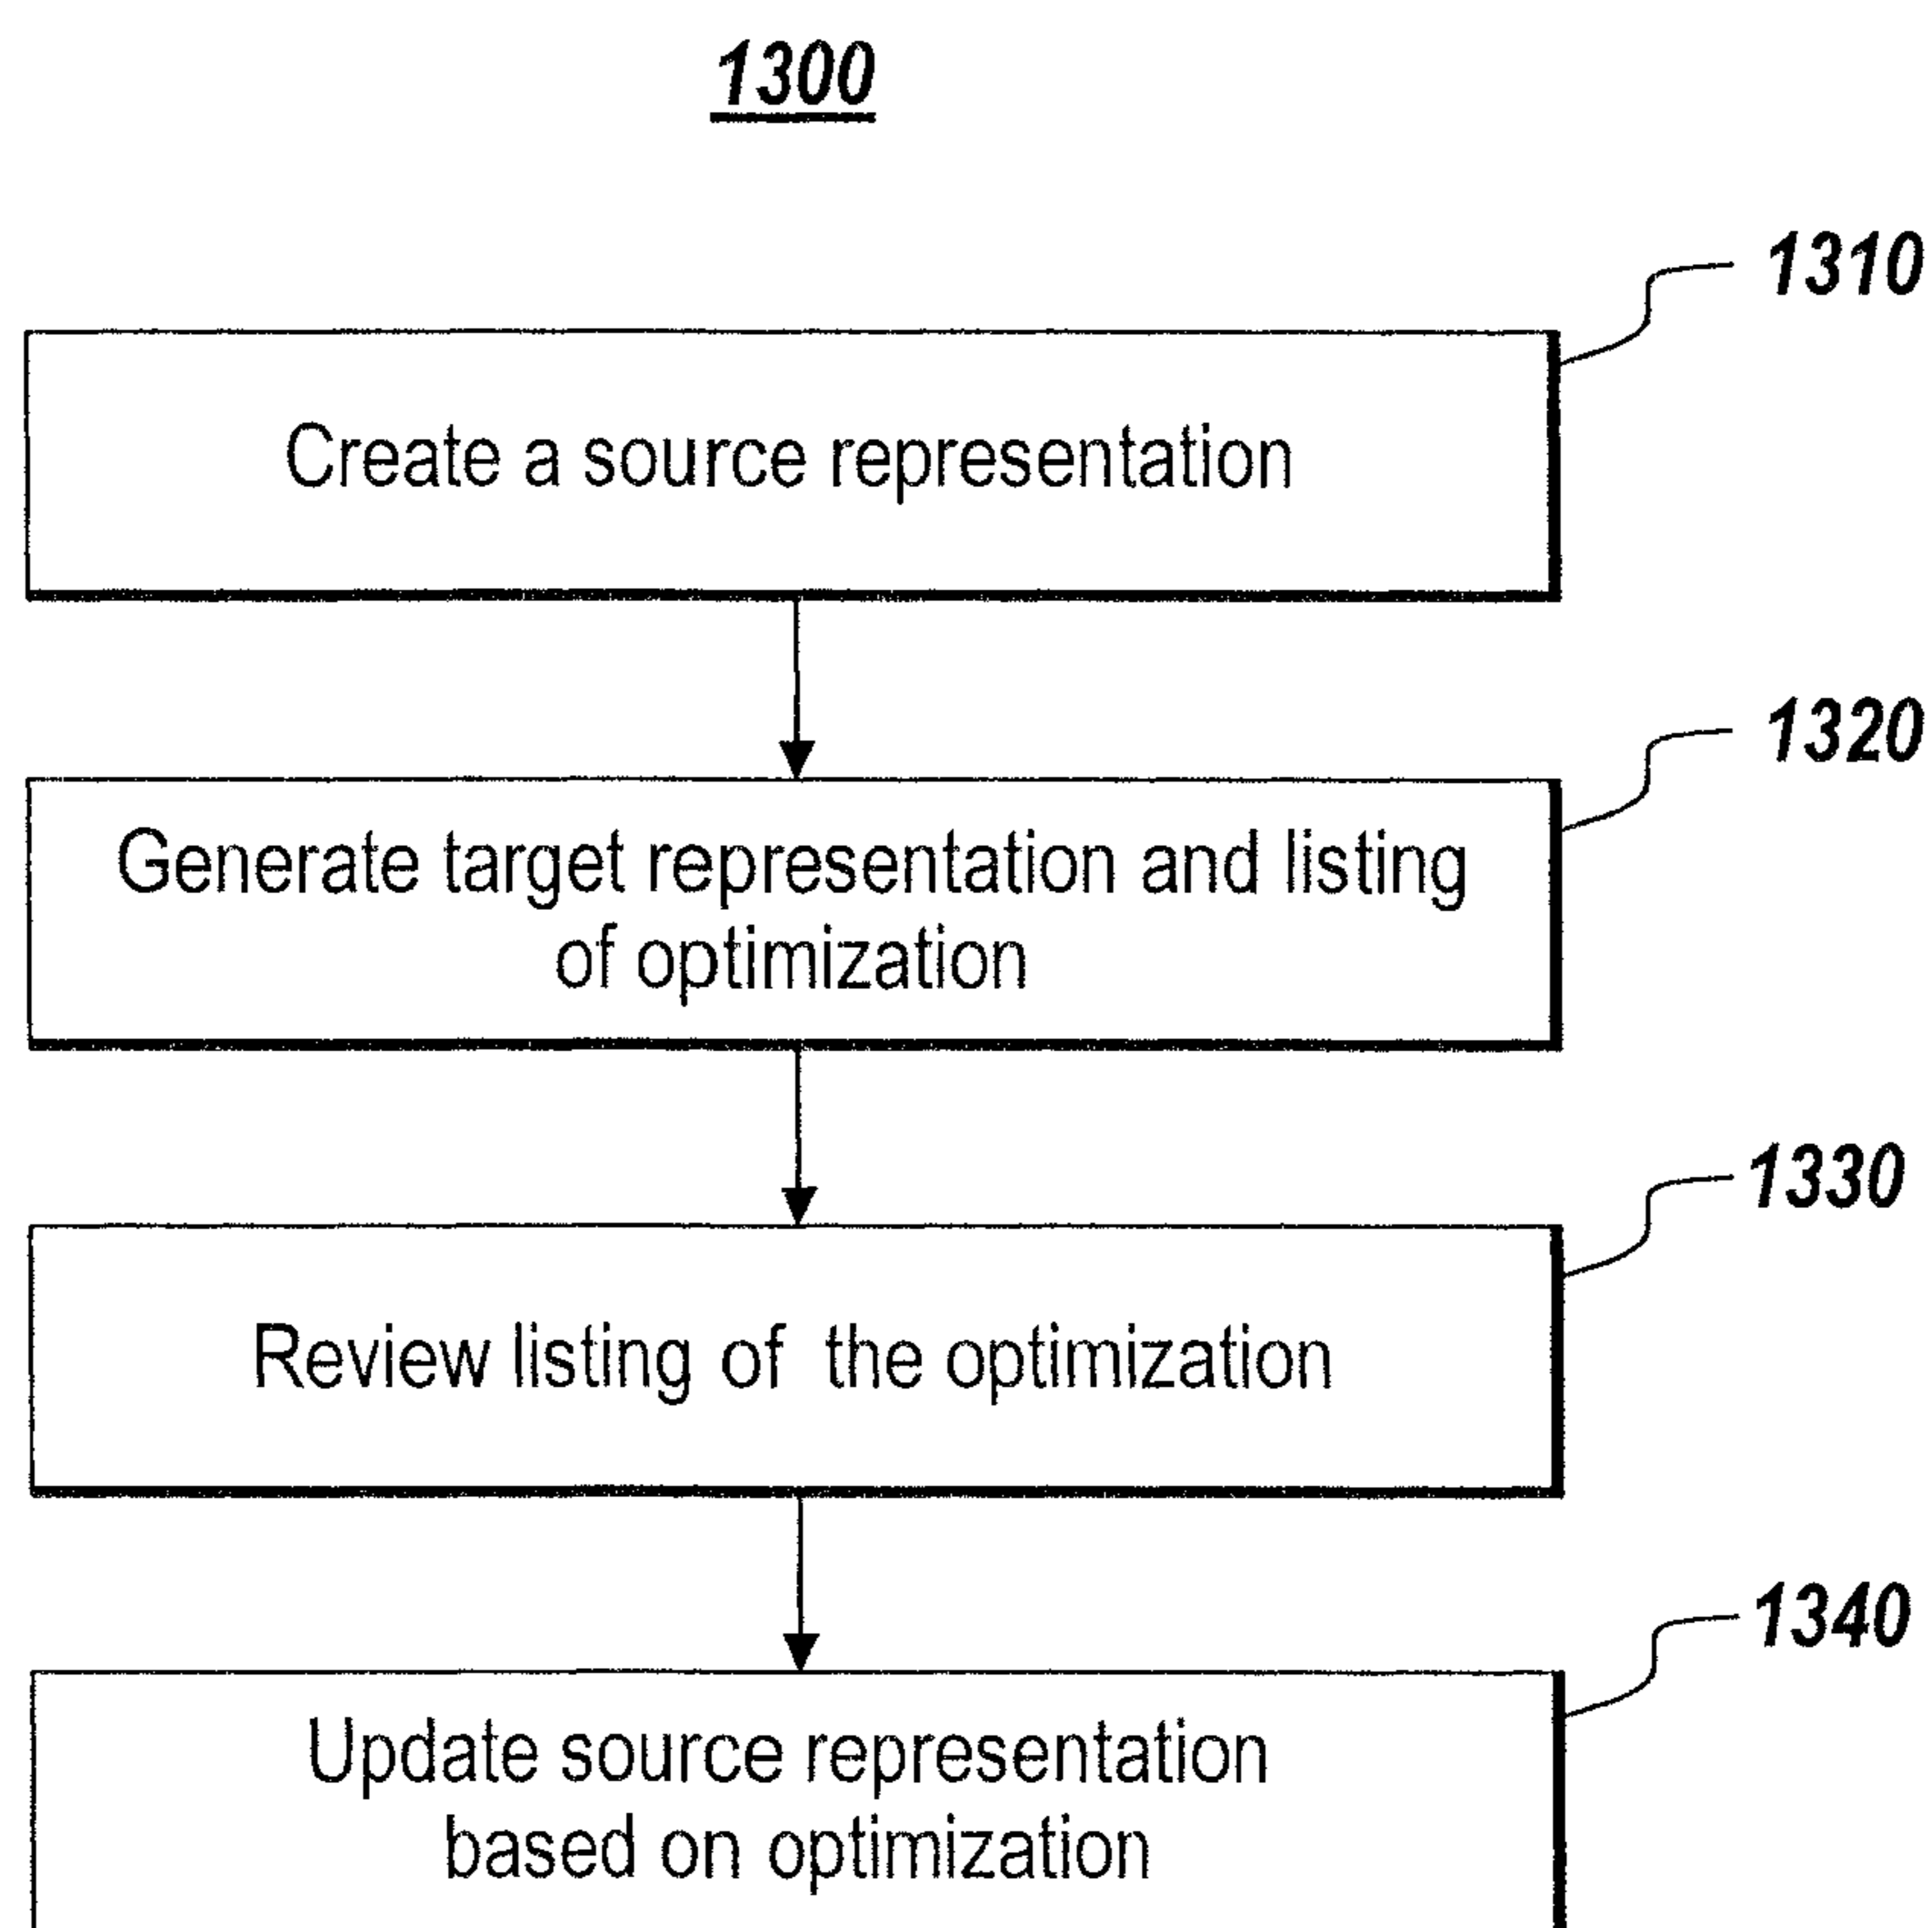 1300
1310
Create a source representation
1320
Generate target representation and listing
of optimization
1330
Review listing of the optimization
1340
Update source representation
based on optimization